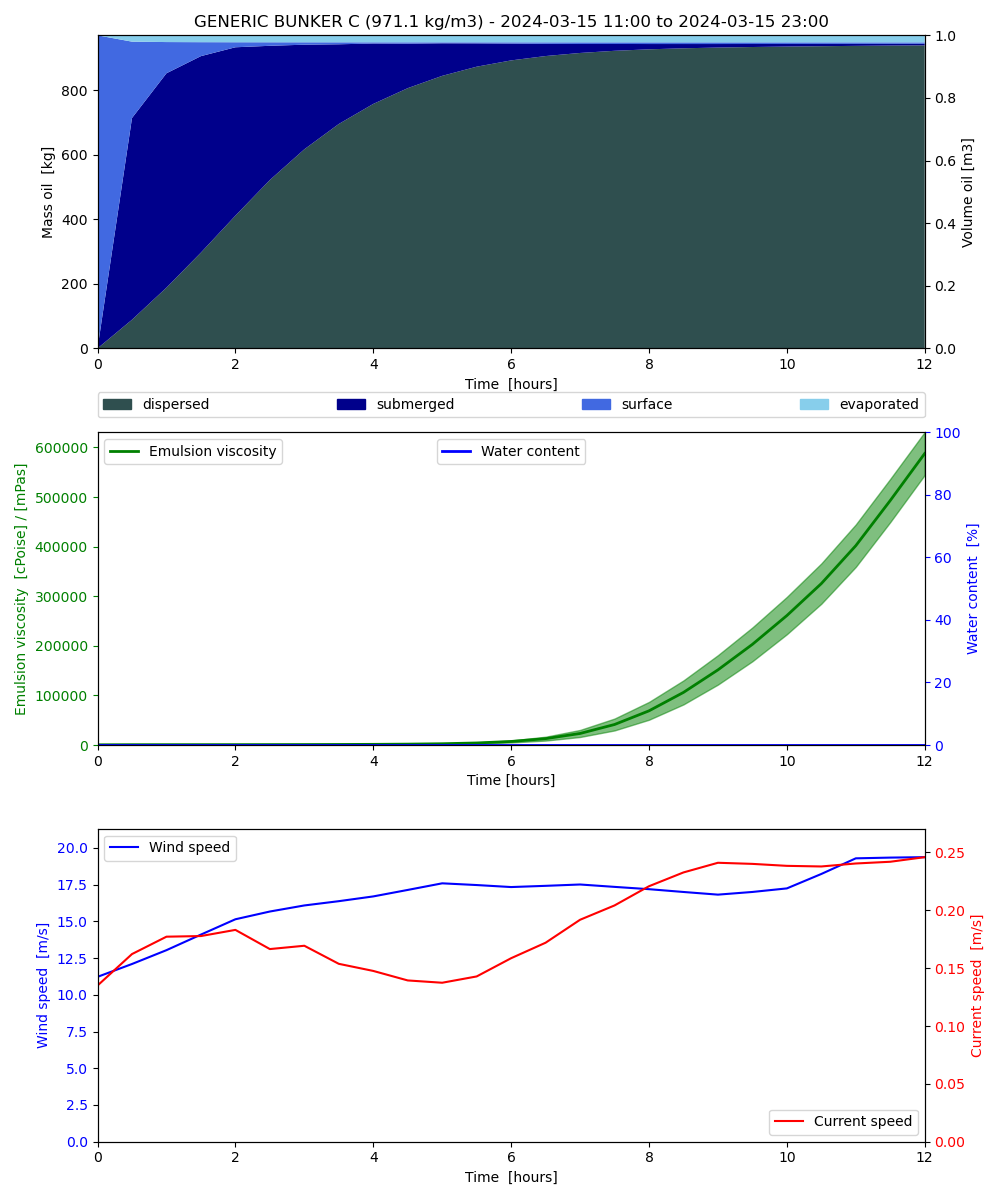 GENERIC BUNKER C (971.1 kg/m3) - 2024-03-15 11:00 to 2024-03-15 23:00
Mass oil  [kg]
800
600
400
200
0
1.0
0.8
0.6
0.4
0.2
0.0
Volume oil [m3]
0 2 4 6 8 10 12
Time  [hours]
dispersed submerged surface evaporated
Emulsion viscosity  [cPoise] / [mPas]
600000
500000
400000
300000
200000
100000
0
Emulsion viscosity
Water content
100
80
60
40
20
0
Water content  [%]
0 2 4 6 8 10 12
Time [hours]
Wind speed  [m/s]
20.0
17.5
15.0
12.5
10.0
7.5
5.0
2.5
0.0
Wind speed
0.25
0.20
0.15
0.10
0.05
0.00
Current speed  [m/s]
Current speed
0 2 4 6 8 10 12
Time  [hours]